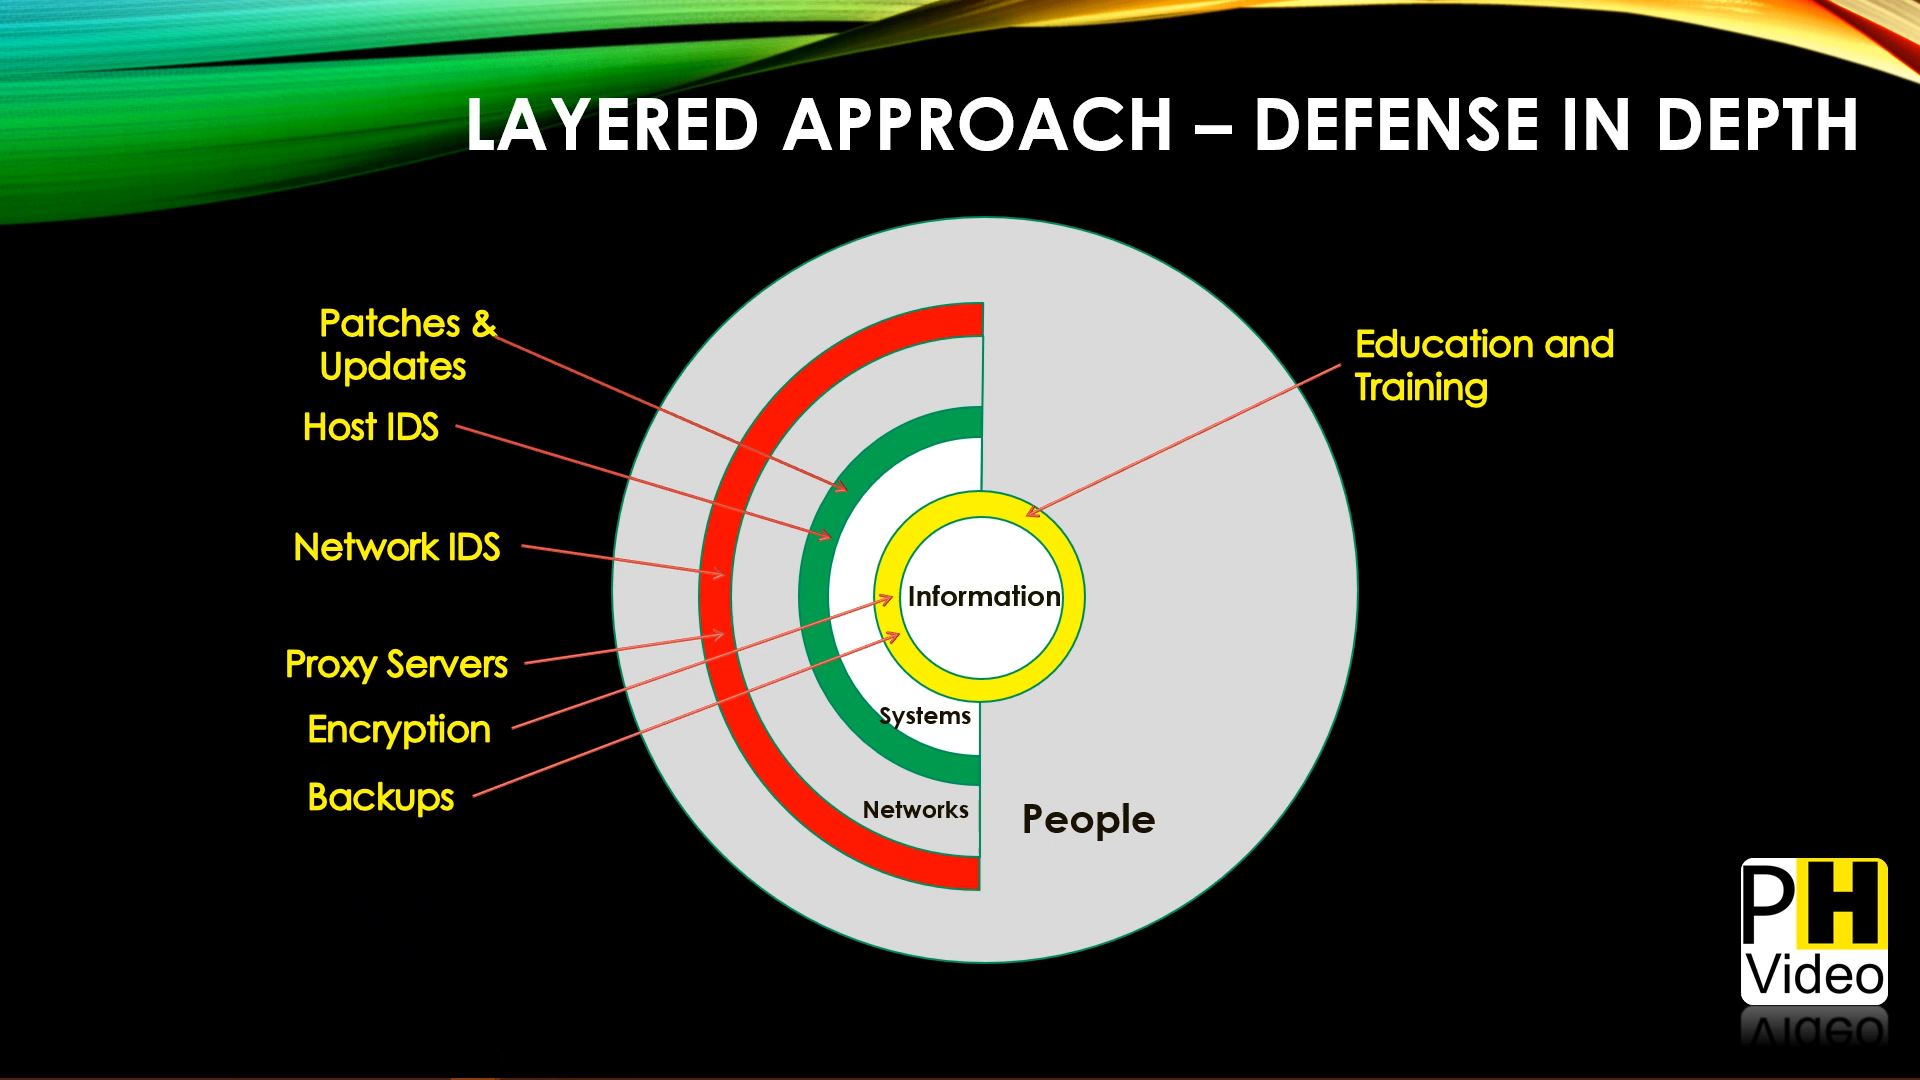 LAYERED APPROACH – DEFENSE IN DEPTH
Patches &
Updates
Host IDS
Network IDS
Proxy Servers
Encryption
Backups
Education and
Training
Information
Systems
Networks
People
PH
Video